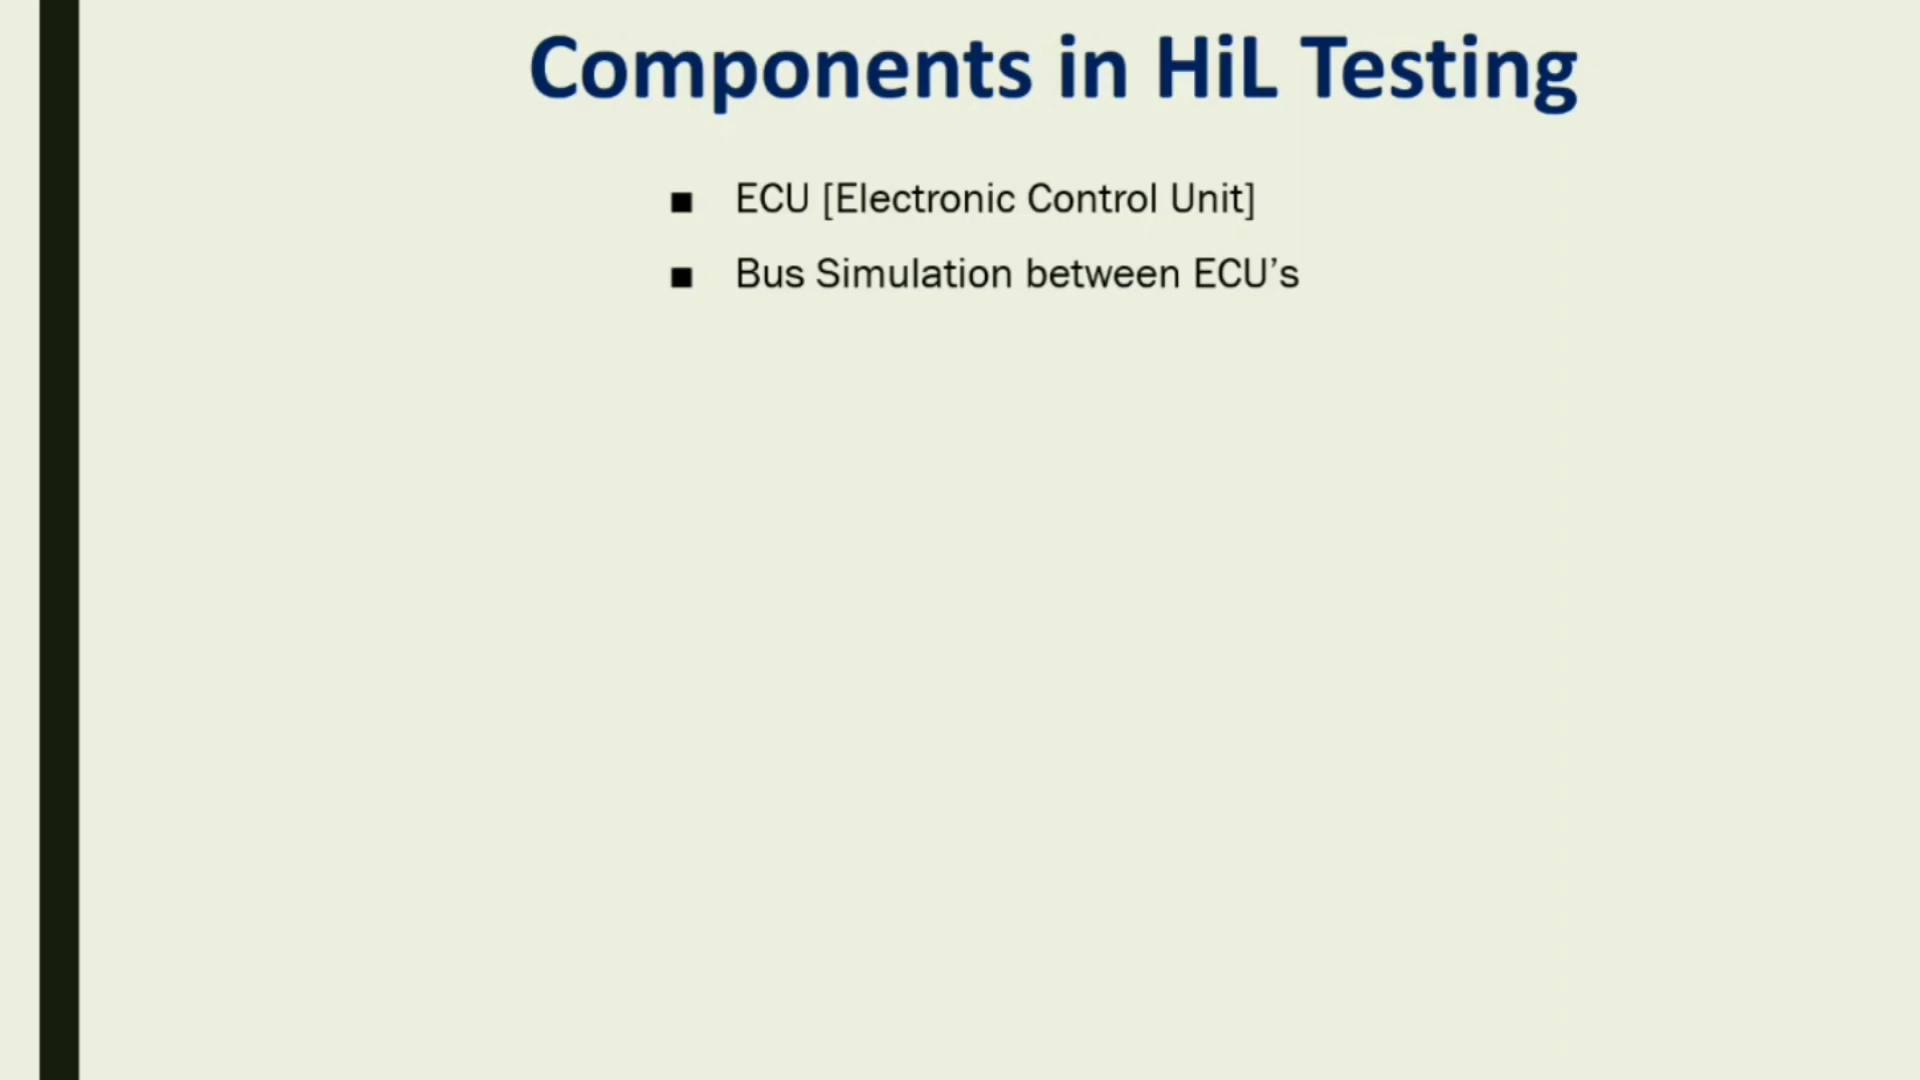 Components in HiL Testing
■ ECU [Electronic Control Unit]
■ Bus Simulation between ECU’s